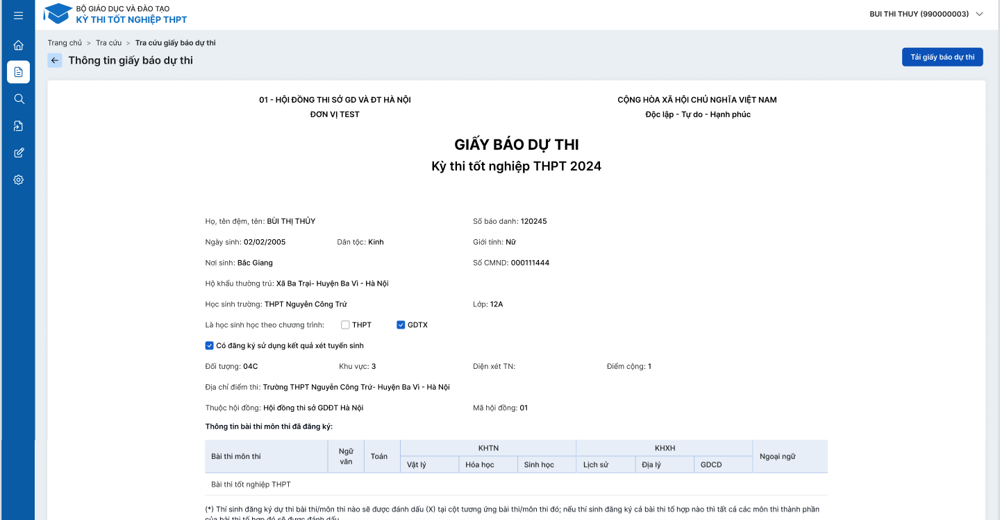 BỘ GIÁO DỤC VÀ ĐÀO TẠO
KỲ THI TỐT NGHIỆP THPT
BUI THI THUY (990000003)
Trang chủ > Tra cứu > Tra cứu giấy báo dự thi
Thông tin giấy báo dự thi
Tải giấy báo dự thi
01 - HỘI ĐỒNG THI SỞ GD VÀ ĐT HÀ NỘI
ĐƠN VỊ TEST
CỘNG HÒA XÃ HỘI CHỦ NGHĨA VIỆT NAM
Độc lập - Tự do - Hạnh phúc
GIẤY BÁO DỰ THI
Kỳ thi tốt nghiệp THPT 2024
Họ, tên đệm, tên: BÙI THỊ THỦY Số báo danh: 120245
Ngày sinh: 02/02/2005 Dân tộc: Kinh Giới tính: Nữ
Nơi sinh: Bắc Giang Số CMND: 000111444
Hộ khẩu thường trú: Xã Ba Trại- Huyện Ba Vì - Hà Nội
Học sinh trường: THPT Nguyễn Công Trứ Lớp: 12A
Là học sinh học theo chương trình: THPT GDTX
Có đăng ký sử dụng kết quả xét tuyển sinh
Đối tượng: 04C Khu vực: 3 Diện xét TN: Điểm cộng: 1
Địa chỉ điểm thi: Trường THPT Nguyễn Công Trứ- Huyện Ba Vì - Hà Nội
Thuộc hội đồng: Hội đồng thi sở GDĐT Hà Nội Mã hội đồng: 01
Thông tin bài thi môn thi đã đăng ký:
Bài thi môn thi Ngữ văn Toán KHTN KHXH Ngoại ngữ
Vật lý Hóa học Sinh học Lịch sử Địa lý GDCD
Bài thi tốt nghiệp THPT
(*) Thí sinh đăng ký dự thi bài thi/môn thi nào sẽ được đánh dấu (X) tại cột tương ứng bài thi/môn thi đó; nếu thí sinh đăng ký cả bài thi tổ hợp nào thì tất cả các môn thi thành phần
của bài thi tổ hợp đó sẽ được đánh dấu.